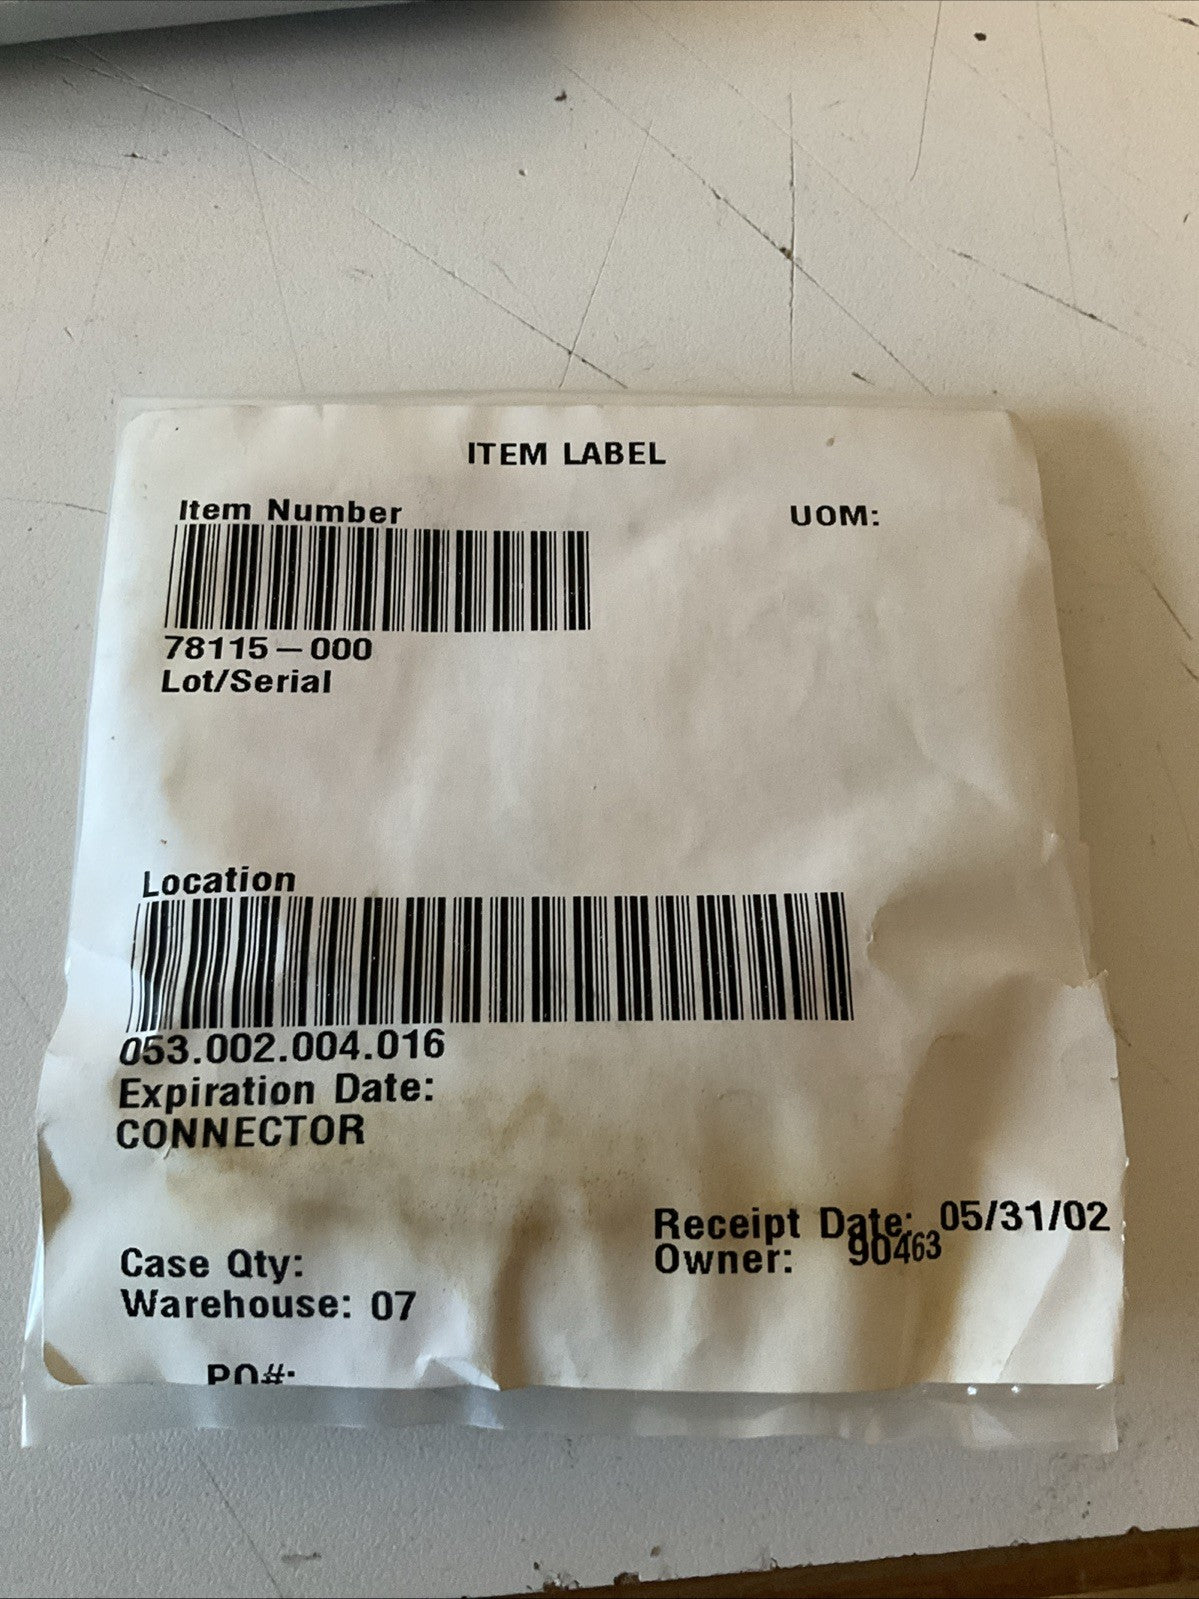 ITEM LABEL
Item Number
UOM:
78115-000
Lot/Serial
Location
053.002.004.016
Expiration Date:
CONNECTOR
Receipt Date: 05/31/02
Owner: 90463
Case Qty:
Warehouse: 07
PO#: